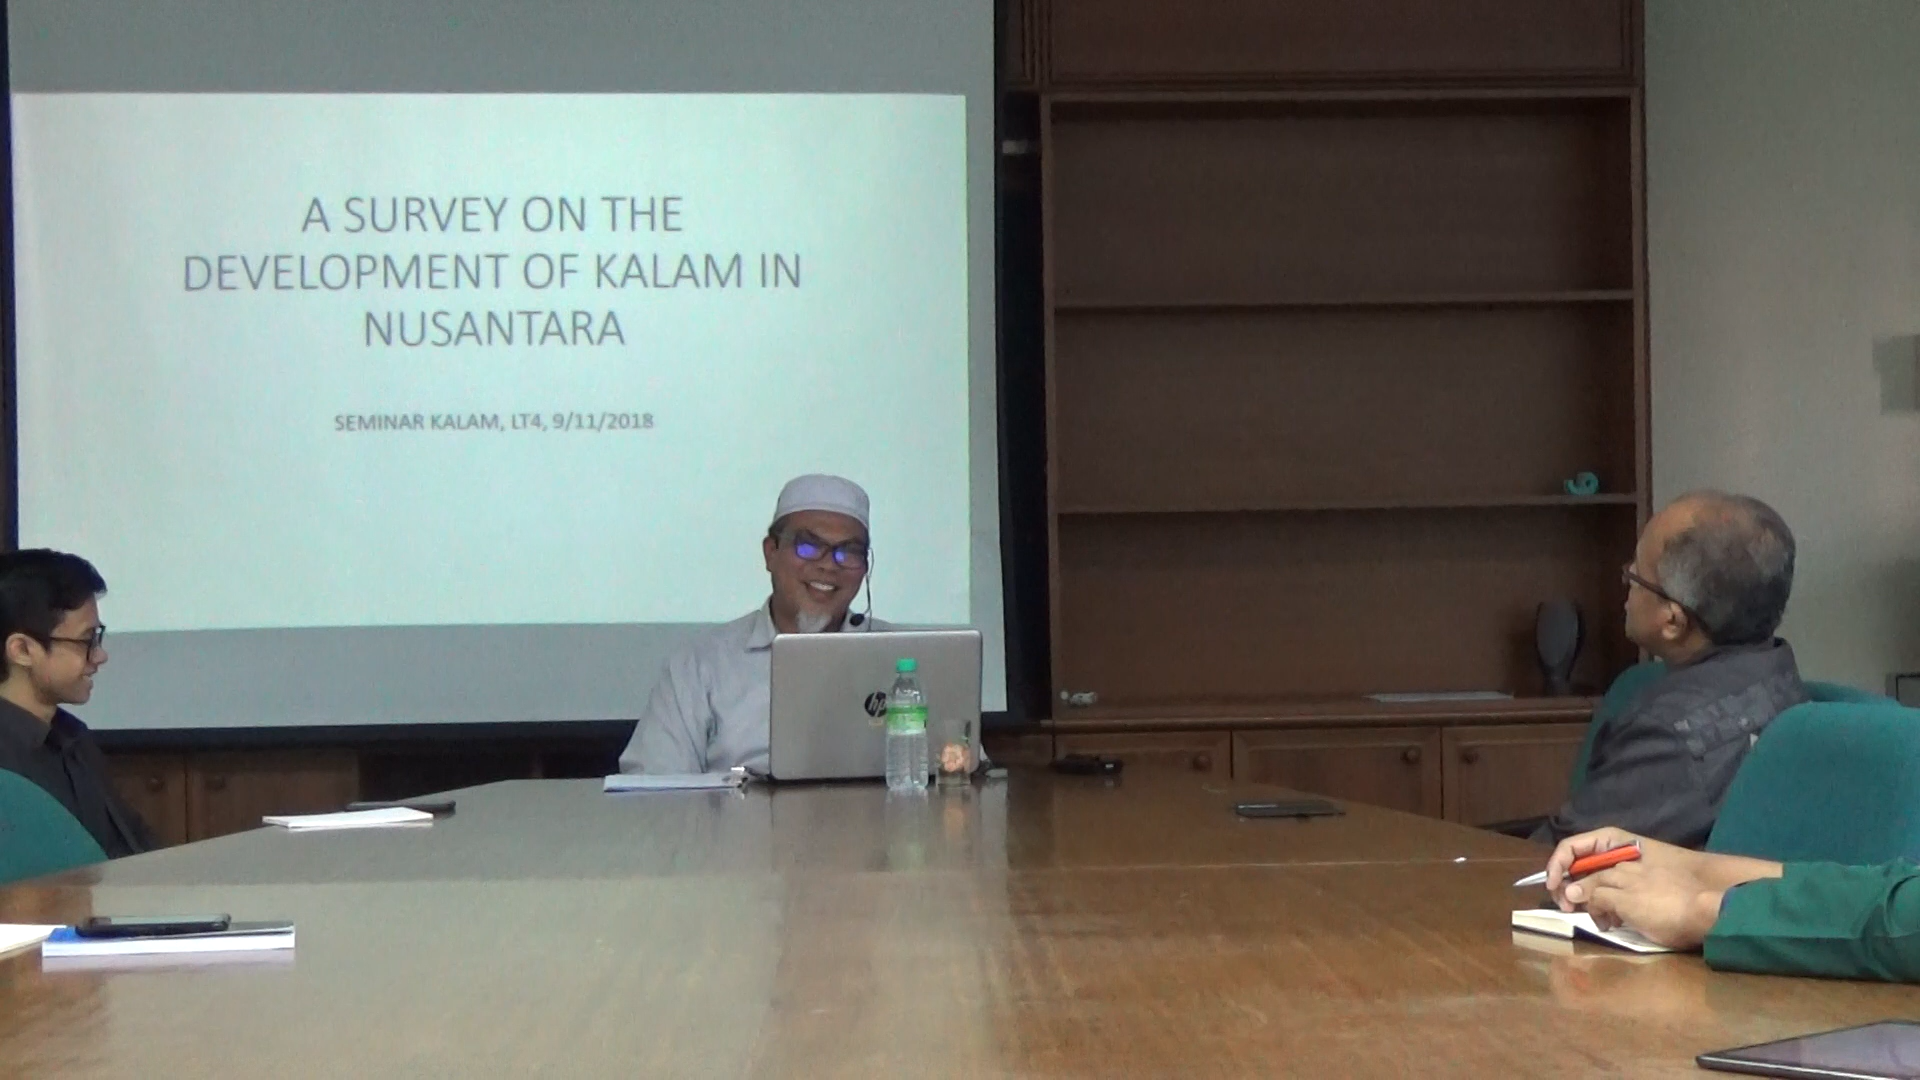 A SURVEY ON THE
DEVELOPMENT OF KALAM IN
NUSANTARA
SEMINAR KALAM, LT4, 9/11/2018
hp